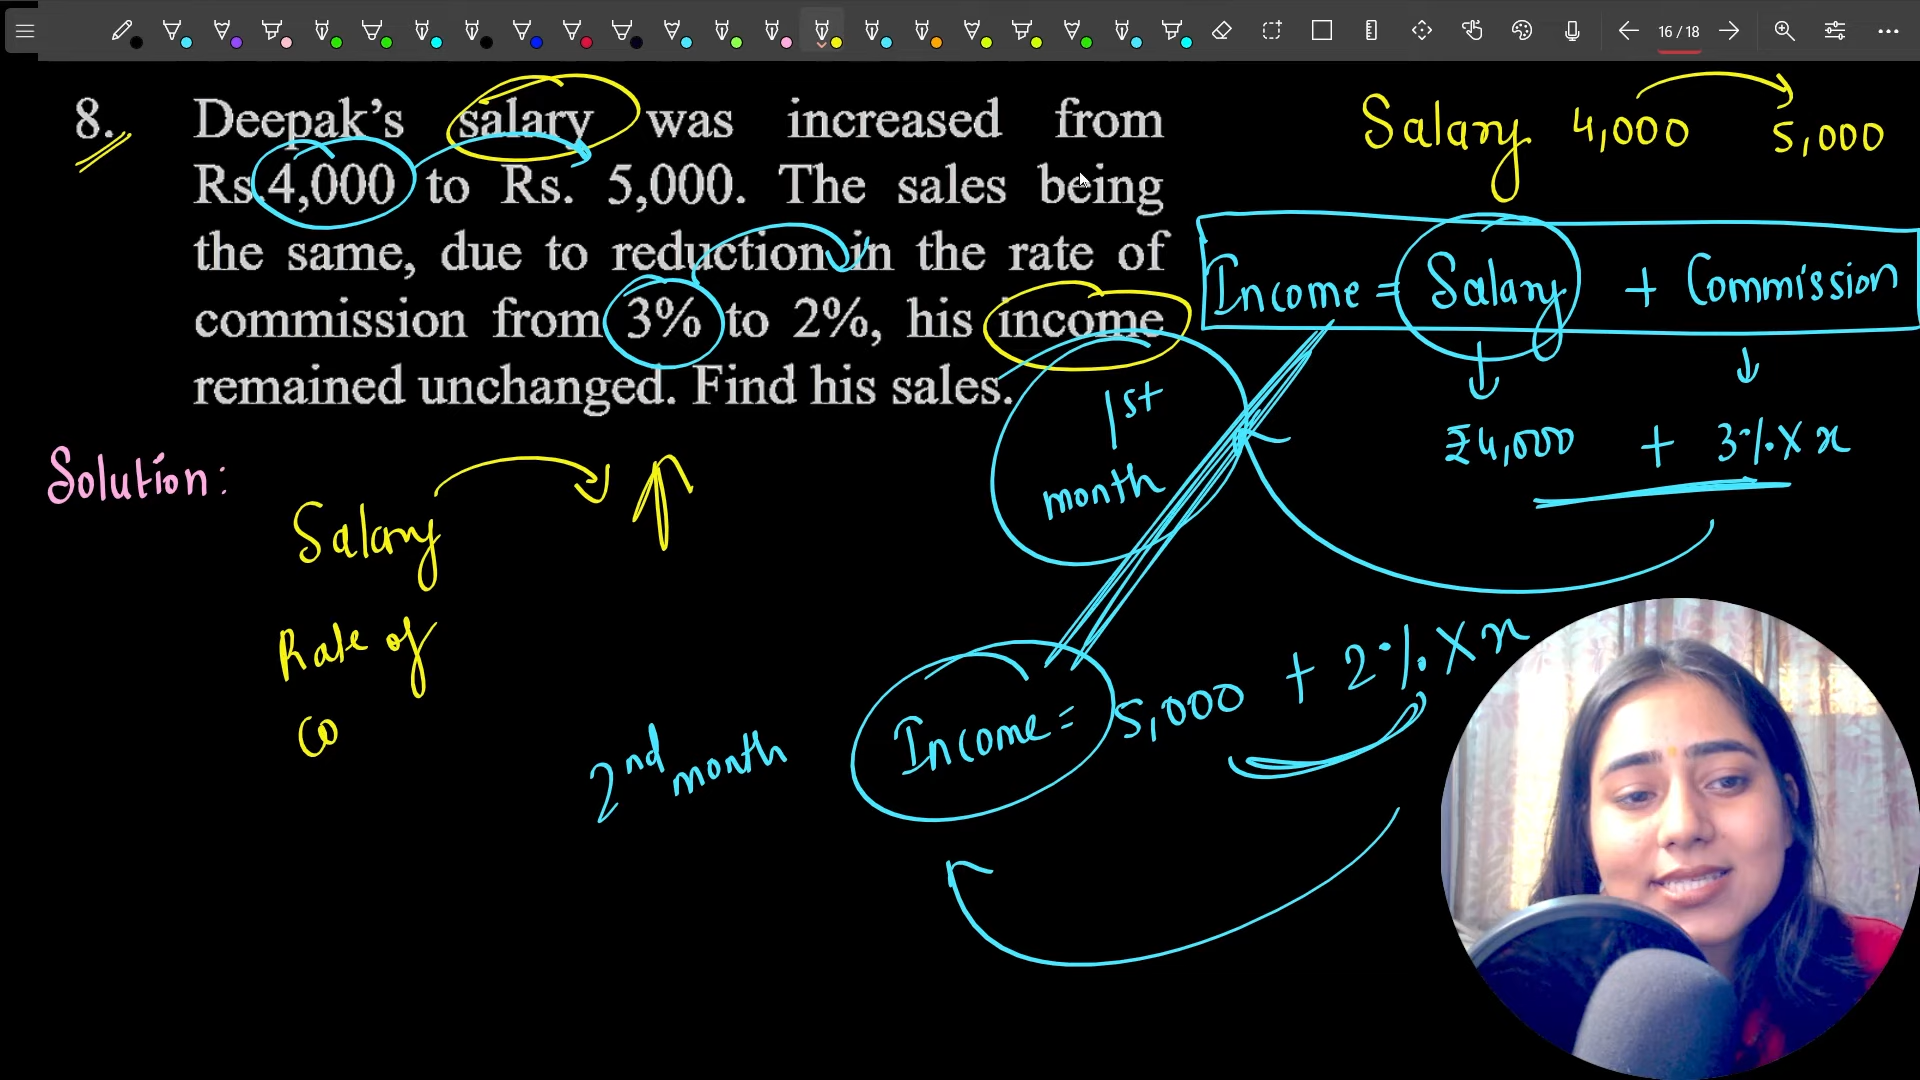 16 / 18
8. Deepak’s salary was increased from
Rs.4,000 to Rs. 5,000. The sales being
the same, due to reduction in the rate of
commission from 3% to 2%, his income
remained unchanged. Find his sales.
Salary 4,000 5,000
Income = Salary + Commission
₹4,000 + 3% X x
1st
month
Solution:
Salary
Rate of
co
2nd month
Income = 5,000 + 2% X x